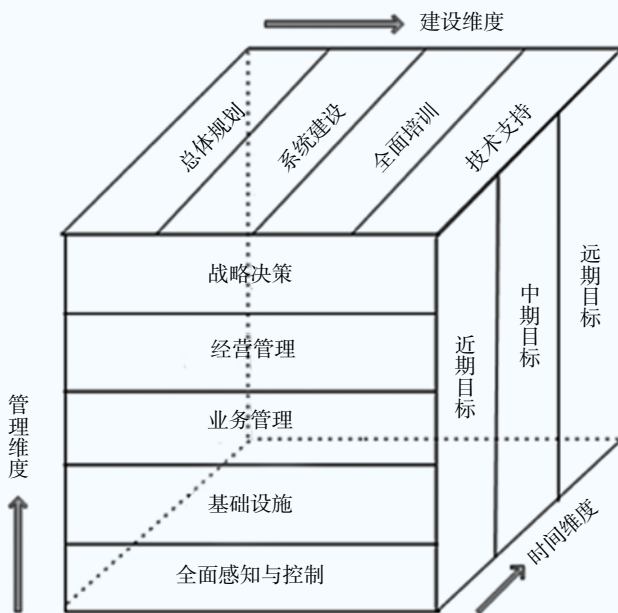 建设维度
总体规划
系统建设
全面培训
技术支持
战略决策
经营管理
业务管理
基础设施
全面感知与控制
近期目标
中期目标
远期目标
管理维度
时间维度